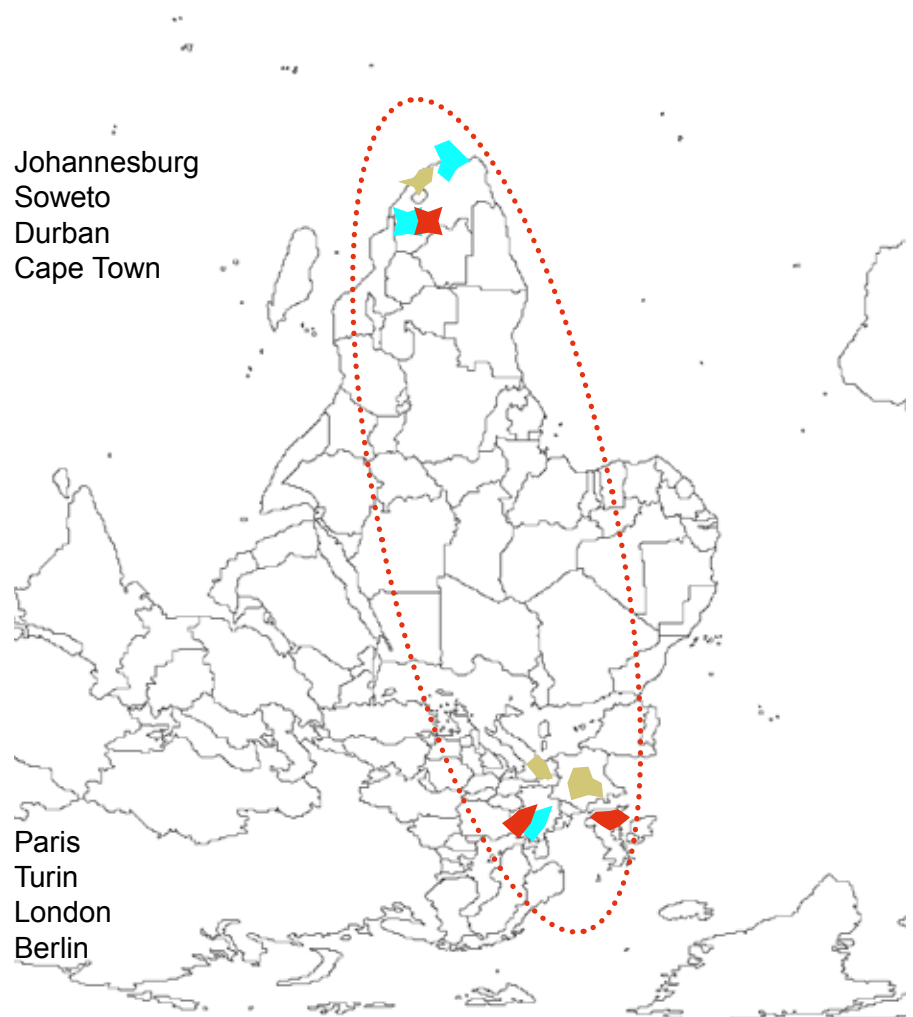 Johannesburg
Soweto
Durban
Cape Town
Paris
Turin
London
Berlin